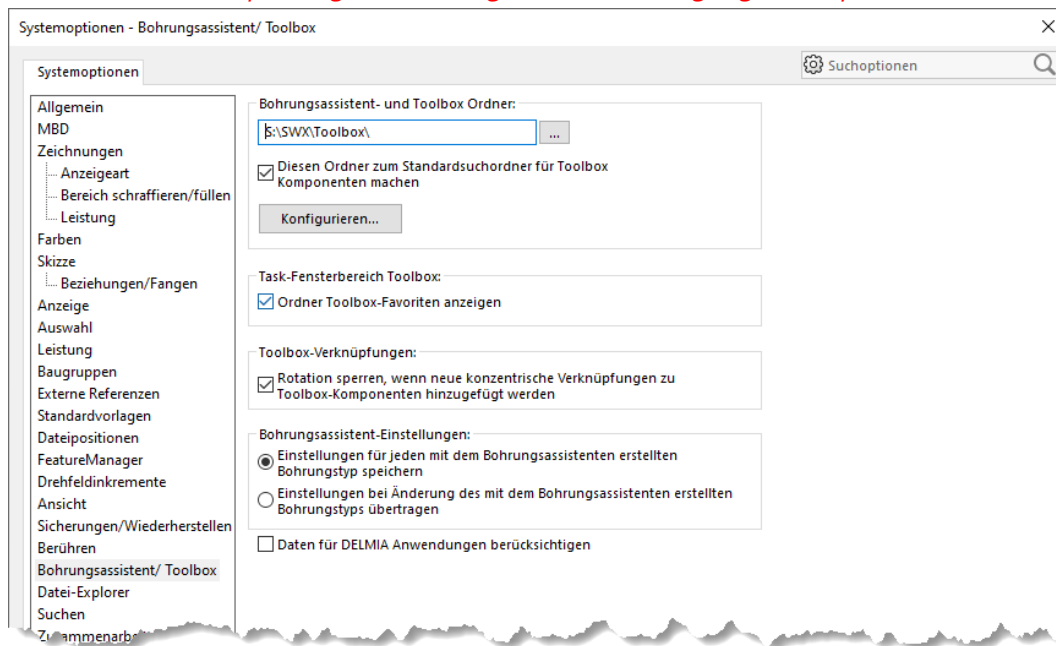 Systemoptionen - Bohrungsassistent/ Toolbox
Systemoptionen
Suchoptionen
Allgemein
MBD
Zeichnungen
Anzeigeart
Bereich schraffieren/füllen
Leistung
Farben
Skizze
Beziehungen/Fangen
Anzeige
Auswahl
Leistung
Baugruppen
Externe Referenzen
Standardvorlagen
Dateipositionen
FeatureManager
Drehfeldinkremente
Ansicht
Sicherungen/Wiederherstellen
Berühren
Bohrungsassistent/ Toolbox
Datei-Explorer
Suchen
Bohrungsassistent- und Toolbox Ordner:
S:\SWX\Toolbox\
...
Diesen Ordner zum Standardsuchordner für Toolbox
Komponenten machen
Konfigurieren...
Task-Fensterbereich Toolbox:
Ordner Toolbox-Favoriten anzeigen
Toolbox-Verknüpfungen:
Rotation sperren, wenn neue konzentrische Verknüpfungen zu
Toolbox-Komponenten hinzugefügt werden
Bohrungsassistent-Einstellungen:
Einstellungen für jeden mit dem Bohrungsassistenten erstellten
Bohrungstyp speichern
Einstellungen bei Änderung des mit dem Bohrungsassistenten erstellten
Bohrungstyps übertragen
Daten für DELMIA Anwendungen berücksichtigen